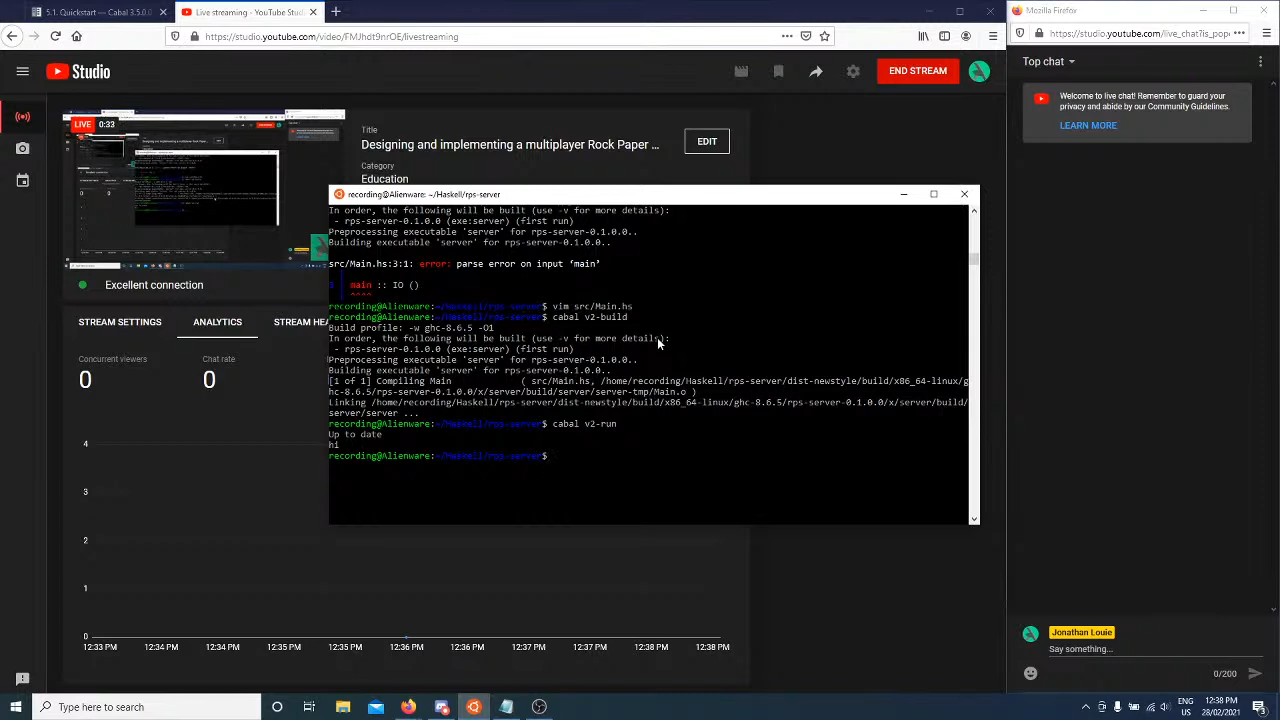 5.1. Quickstart — Cabal 3.5.0.0
Live streaming - YouTube Stud
Mozilla Firefox
https://studio.youtube.com/video/FMJhdt9nrOE/livestreaming
https://studio.youtube.com/live_chat?is_pop
Studio
END STREAM
Top chat
LIVE 0:33
Title
Designing and implementing a multiplayer Rock Paper ...
EDIT
Category
Education
Welcome to live chat! Remember to guard your
privacy and abide by our Community Guidelines.
LEARN MORE
Excellent connection
STREAM SETTINGS
ANALYTICS
STREAM HEA
Concurrent viewers
Chat rate
0
0
recording@Alienware: ~/Haskell/rps-server
In order, the following will be built (use -v for more details):
- rps-server-0.1.0.0 (exe:server) (first run)
Preprocessing executable 'server' for rps-server-0.1.0.0..
Building executable 'server' for rps-server-0.1.0.0..
src/Main.hs:3:1: error: parse error on input ‘main’
3 | main :: IO ()
| ^^^^
recording@Alienware:~/Haskell/rps-server$ vim src/Main.hs
recording@Alienware:~/Haskell/rps-server$ cabal v2-build
Build profile: -w ghc-8.6.5 -O1
In order, the following will be built (use -v for more details):
- rps-server-0.1.0.0 (exe:server) (first run)
Preprocessing executable 'server' for rps-server-0.1.0.0..
Building executable 'server' for rps-server-0.1.0.0..
[1 of 1] Compiling Main ( src/Main.hs, /home/recording/Haskell/rps-server/dist-newstyle/build/x86_64-linux/g
hc-8.6.5/rps-server-0.1.0.0/x/server/build/server/server-tmp/Main.o )
Linking /home/recording/Haskell/rps-server/dist-newstyle/build/x86_64-linux/ghc-8.6.5/rps-server-0.1.0.0/x/server/build/
server/server ...
recording@Alienware:~/Haskell/rps-server$ cabal v2-run
Up to date
hi
recording@Alienware:~/Haskell/rps-server$
4
3
2
1
0
12:33 PM
12:34 PM
12:34 PM
12:35 PM
12:35 PM
12:36 PM
12:36 PM
12:37 PM
12:37 PM
12:38 PM
12:38 PM
Jonathan Louie
Say something...
0/200
Type here to search
ENG
US
12:38 PM
28/02/2021
3